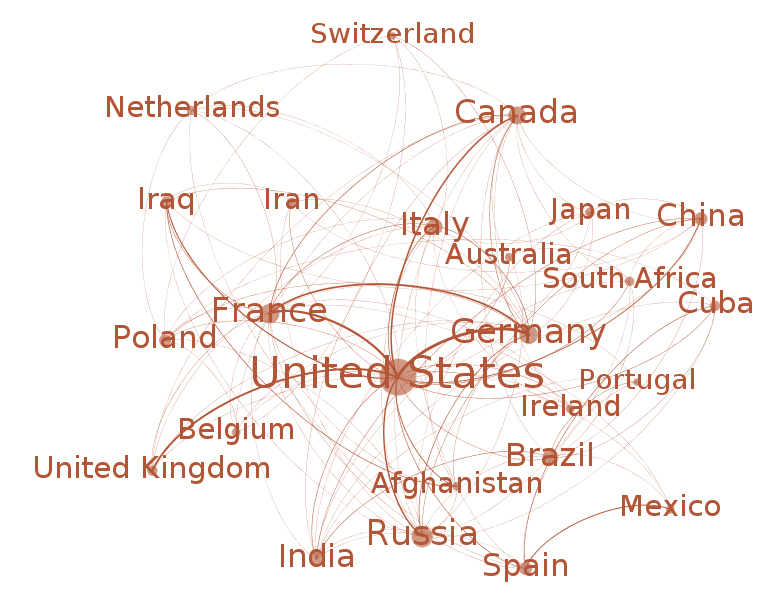 Switzerland
Netherlands
Canada
Iraq
Iran
Italy
Japan
China
Australia
South Africa
France
Cuba
Poland
Germany
United States
Portugal
Ireland
Belgium
United Kingdom
Brazil
Afghanistan
Mexico
Russia
India
Spain